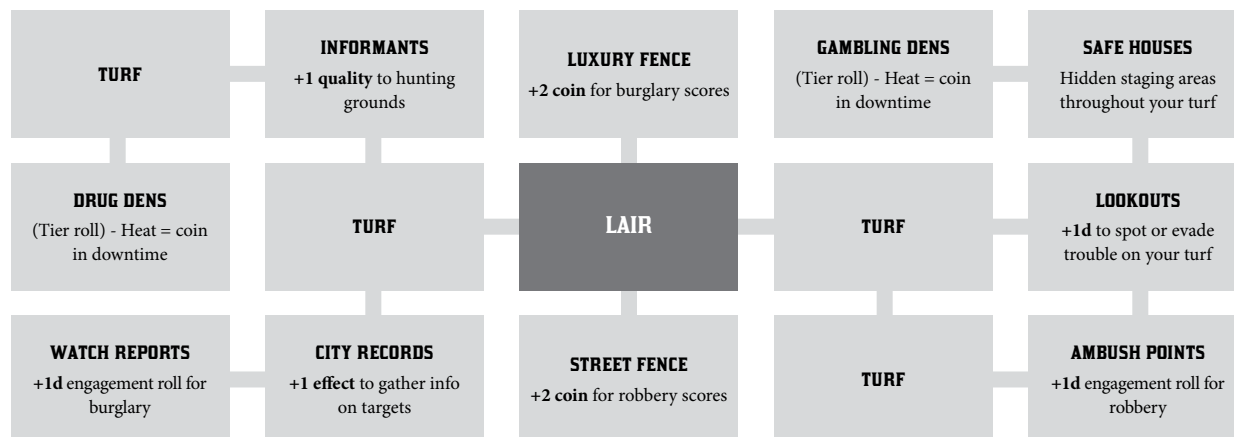 TURF
INFORMANTS
+1 quality to hunting
grounds
LUXURY FENCE
+2 coin for burglary scores
GAMBLING DENS
(Tier roll) - Heat = coin
in downtime
SAFE HOUSES
Hidden staging areas
throughout your turf
DRUG DENS
(Tier roll) - Heat = coin
in downtime
TURF
LAIR
TURF
LOOKOUTS
+1d to spot or evade
trouble on your turf
WATCH REPORTS
+1d engagement roll for
burglary
CITY RECORDS
+1 effect to gather info
on targets
STREET FENCE
+2 coin for robbery scores
TURF
AMBUSH POINTS
+1d engagement roll for
robbery